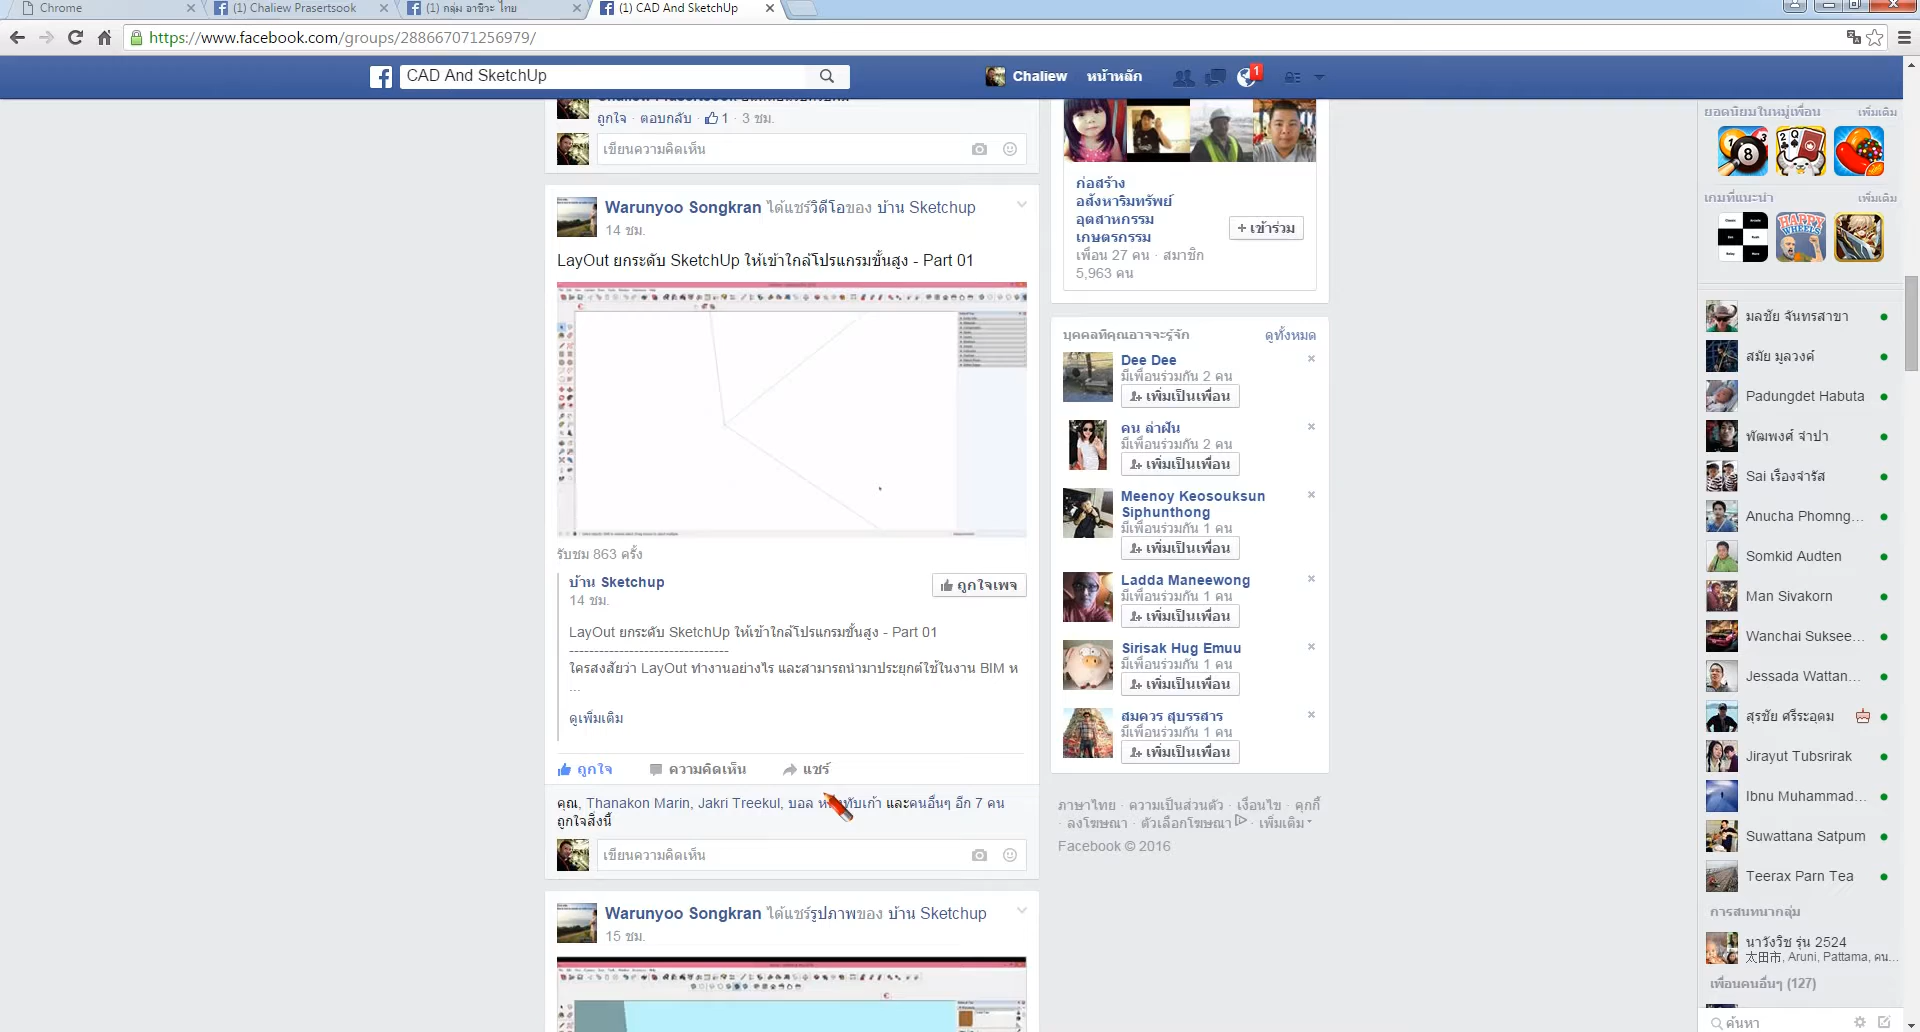 Chrome
(1) Chaliew Prasertsook
(1) กลุ่ม อาชีวะ ไทย
(1) CAD And SketchUp
https://www.facebook.com/groups/288667071256979/
CAD And SketchUp
Chaliew
หน้าหลัก
1
ถูกใจ · ตอบกลับ · 1 · 3 ชม.
เขียนความคิดเห็น
Warunyoo Songkran ได้แชร์วิดีโอของ บ้าน Sketchup
14 ชม.
LayOut ยกระดับ SketchUp ให้เข้าใกล้โปรแกรมขั้นสูง - Part 01
รับชม 863 ครั้ง
บ้าน Sketchup
14 ชม.
ถูกใจเพจ
LayOut ยกระดับ SketchUp ให้เข้าใกล้โปรแกรมขั้นสูง - Part 01
--------------------------------
ใครสงสัยว่า LayOut ทำงานอย่างไร และสามารถนำมาประยุกต์ใช้ในงาน BIM ห
...
ดูเพิ่มเติม
ถูกใจ
ความคิดเห็น
แชร์
คุณ, Thanakon Marin, Jakri Treekul, บอล และคนอื่นๆ อีก 7 คน
ถูกใจสิ่งนี้
เขียนความคิดเห็น
Warunyoo Songkran ได้แชร์รูปภาพของ บ้าน Sketchup
15 ชม.
ก่อสร้าง
อสังหาริมทรัพย์
อุตสาหกรรม
เกษตรกรรม
+ เข้าร่วม
เพื่อน 27 คน · สมาชิก
5,963 คน
บุคคลที่คุณอาจจะรู้จัก
ดูทั้งหมด
Dee Dee
มีเพื่อนร่วมกัน 2 คน
เพิ่มเป็นเพื่อน
คน ล่าฝัน
มีเพื่อนร่วมกัน 2 คน
เพิ่มเป็นเพื่อน
Meenoy Keosouksun
Siphunthong
มีเพื่อนร่วมกัน 1 คน
เพิ่มเป็นเพื่อน
Ladda Maneewong
มีเพื่อนร่วมกัน 1 คน
เพิ่มเป็นเพื่อน
Sirisak Hug Emuu
มีเพื่อนร่วมกัน 1 คน
เพิ่มเป็นเพื่อน
สมควร สุบรรสาร
มีเพื่อนร่วมกัน 1 คน
เพิ่มเป็นเพื่อน
ภาษาไทย · ความเป็นส่วนตัว · เงื่อนไข · คุกกี้
· ลงโฆษณา · ตัวเลือกโฆษณา · เพิ่มเติม
Facebook © 2016
ยอดนิยมในหมู่เพื่อน
เพิ่มเติม
เกมที่แนะนำ
เพิ่มเติม
HAPPY WHEELS
มลชัย จันทรสาขา
สมัย มูลวงค์
Padungdet Habuta
พัฒพงศ์ จำปา
Sai เรืองจำรัส
Anucha Phomng...
Somkid Audten
Man Sivakorn
Wanchai Suksee...
Jessada Wattan...
สุรชัย ศรีระอุดม
Jirayut Tubsrirak
Ibnu Muhammad...
Suwattana Satpum
Teerax Parn Tea
การสนทนากลุ่ม
นาวังวิช รุ่น 2524
太田市, Aruni, Pattama, คน...
เพื่อนคนอื่นๆ (127)
ค้นหา